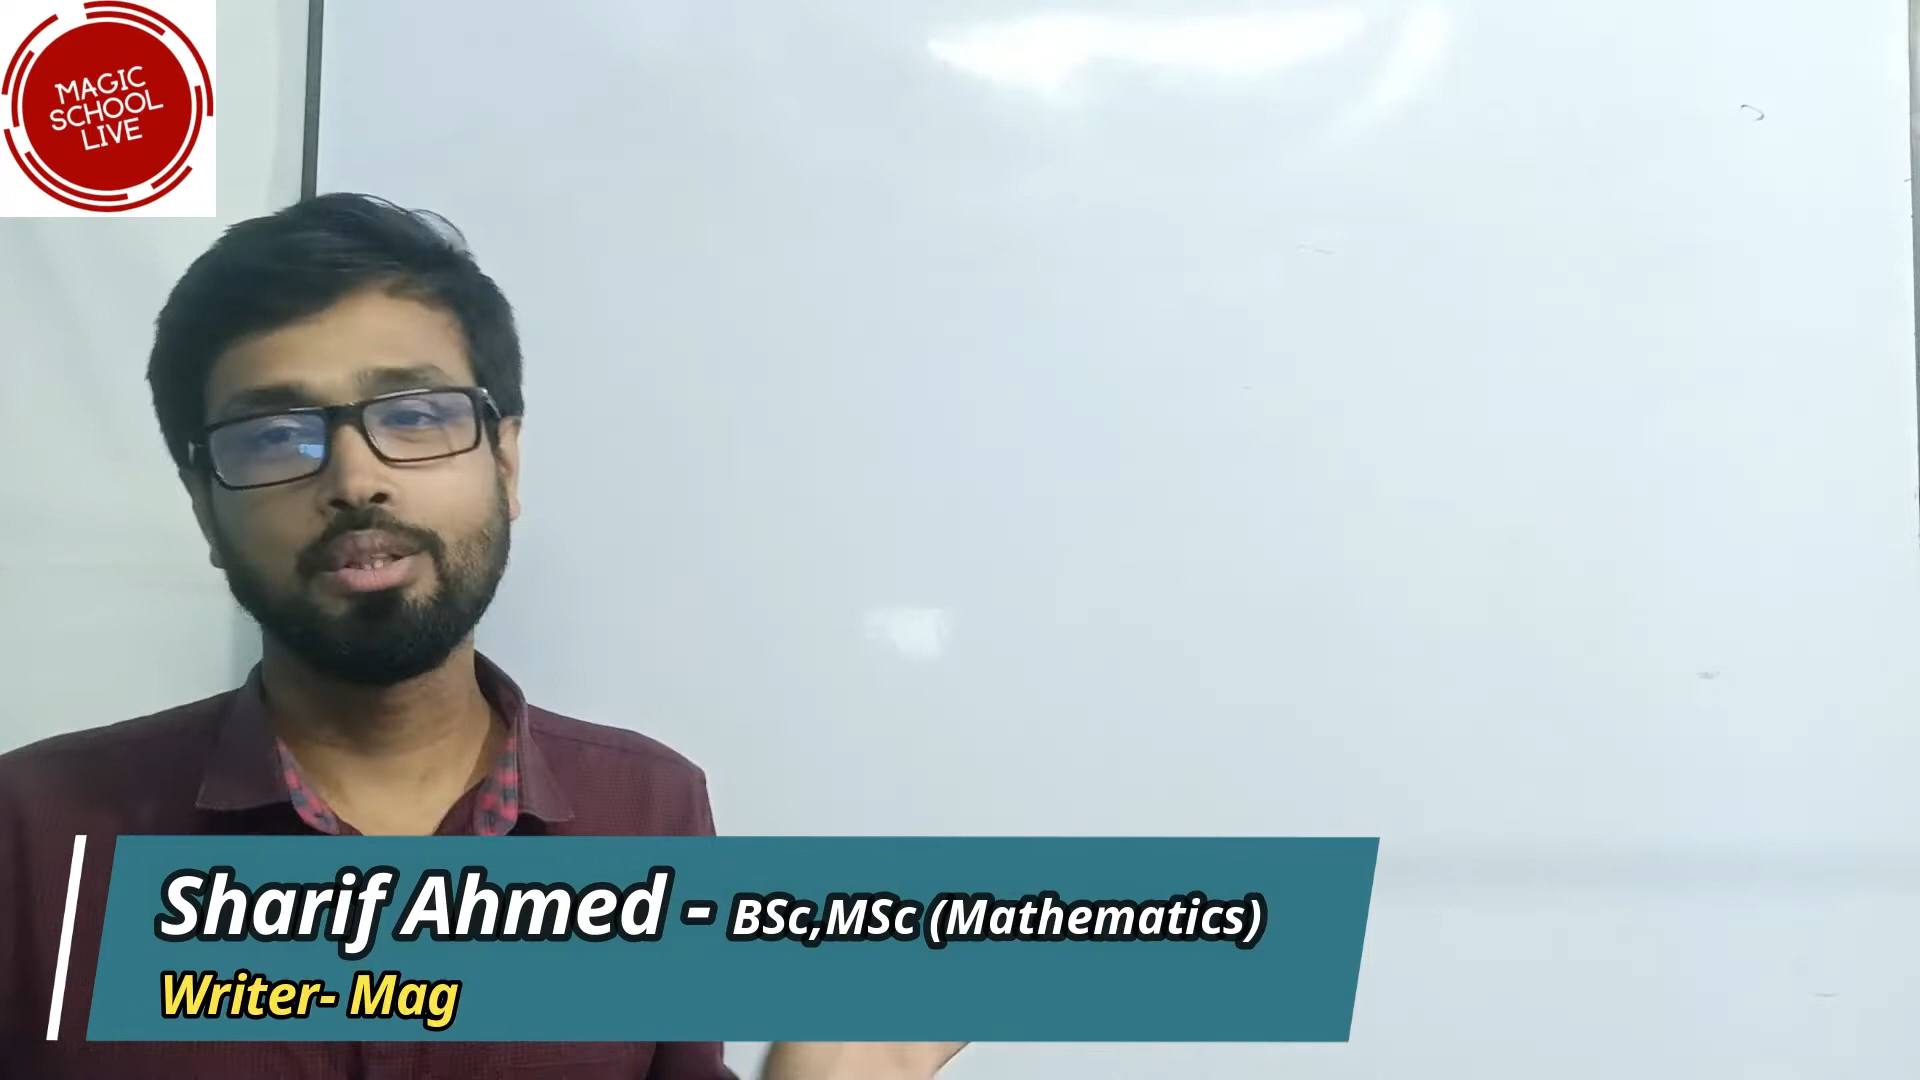 MAGIC
SCHOOL
LIVE
Sharif Ahmed - BSc,MSc (Mathematics)
Writer- Mag